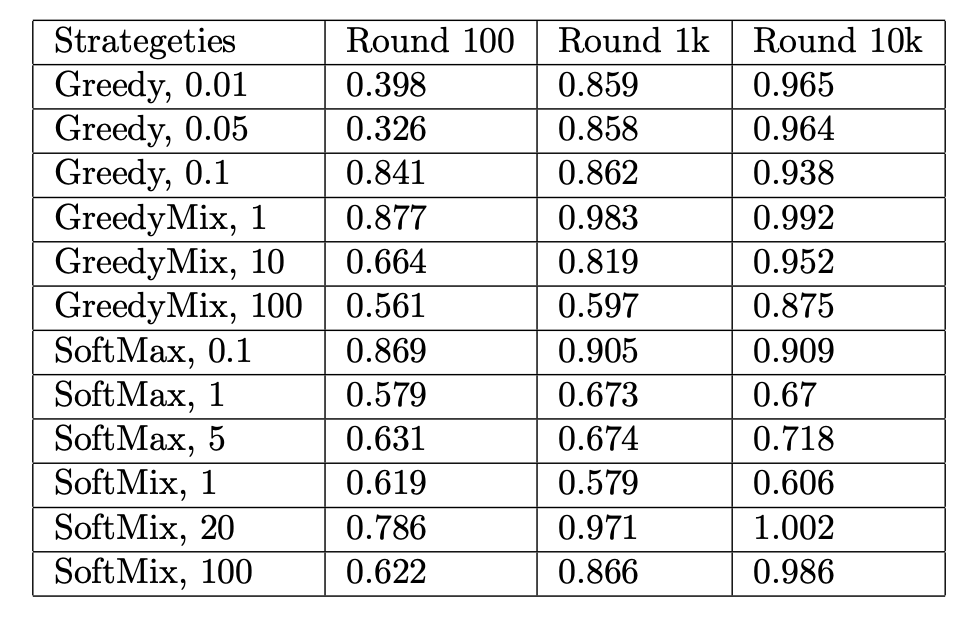 Strategeties Round 100 Round 1k Round 10k
Greedy, 0.01 0.398 0.859 0.965
Greedy, 0.05 0.326 0.858 0.964
Greedy, 0.1 0.841 0.862 0.938
GreedyMix, 1 0.877 0.983 0.992
GreedyMix, 10 0.664 0.819 0.952
GreedyMix, 100 0.561 0.597 0.875
SoftMax, 0.1 0.869 0.905 0.909
SoftMax, 1 0.579 0.673 0.67
SoftMax, 5 0.631 0.674 0.718
SoftMix, 1 0.619 0.579 0.606
SoftMix, 20 0.786 0.971 1.002
SoftMix, 100 0.622 0.866 0.986